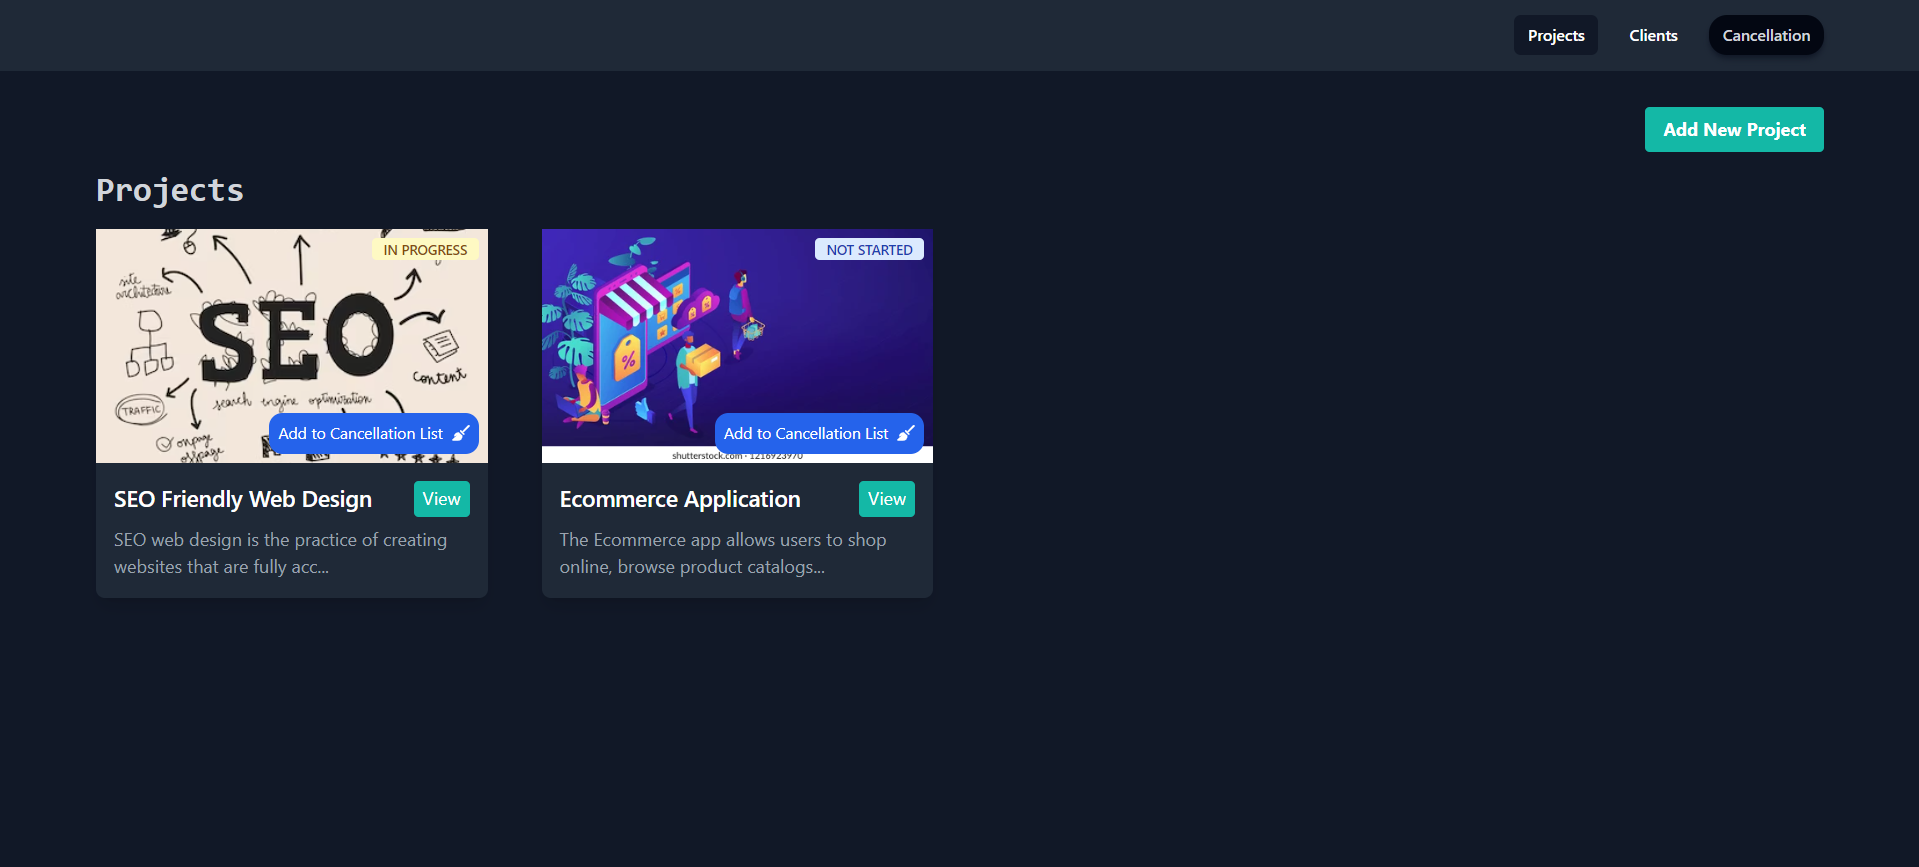 Projects
Clients
Cancellation
Add New Project
Projects
IN PROGRESS
site
architecture
SEO
content
search engine optimization
TRAFFIC
onpage
offpage
Add to Cancellation List
SEO Friendly Web Design
View
SEO web design is the practice of creating
websites that are fully acc...
NOT STARTED
%
Add to Cancellation List
shutterstock.com · 1216923970
Ecommerce Application
View
The Ecommerce app allows users to shop
online, browse product catalogs...